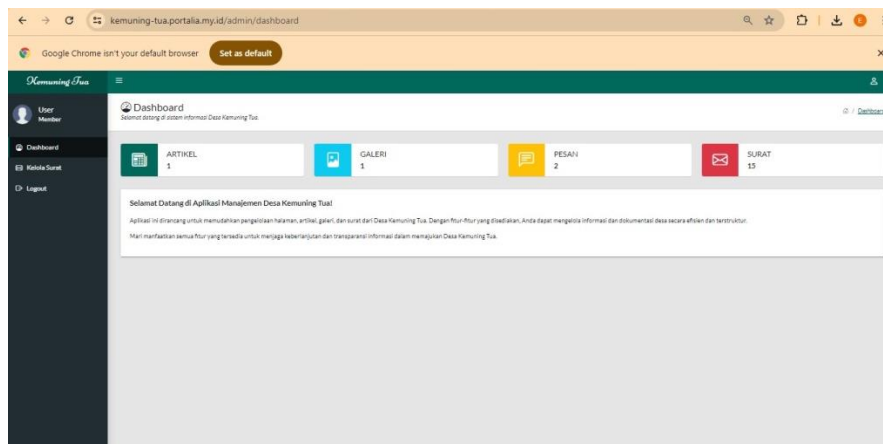 kemuning-tua.portalia.my.id/admin/dashboard
E
Google Chrome isn't your default browser
Set as default
Kemuning Tua
User
Member
Dashboard
Kelola Surat
Logout
Dashboard
Selamat datang di sistem informasi Desa Kemuning Tua.
/ Dashboard
ARTIKEL
1
GALERI
1
PESAN
2
SURAT
15
Selamat Datang di Aplikasi Manajemen Desa Kemuning Tua!
Aplikasi ini dirancang untuk memudahkan pengelolaan halaman, artikel, galeri, dan surat dari Desa Kemuning Tua. Dengan fitur-fitur yang disediakan, Anda dapat mengelola informasi dan dokumentasi desa secara efisien dan terstruktur.
Mari manfaatkan semua fitur yang tersedia untuk menjaga keberlanjutan dan transparansi informasi dalam memajukan Desa Kemuning Tua.